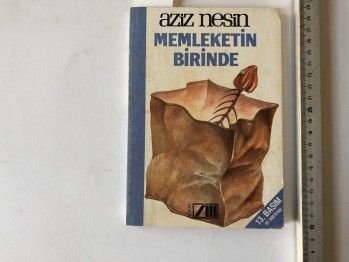 aziz nesin
MEMLEKETİN
BİRİNDE
13. BASIM